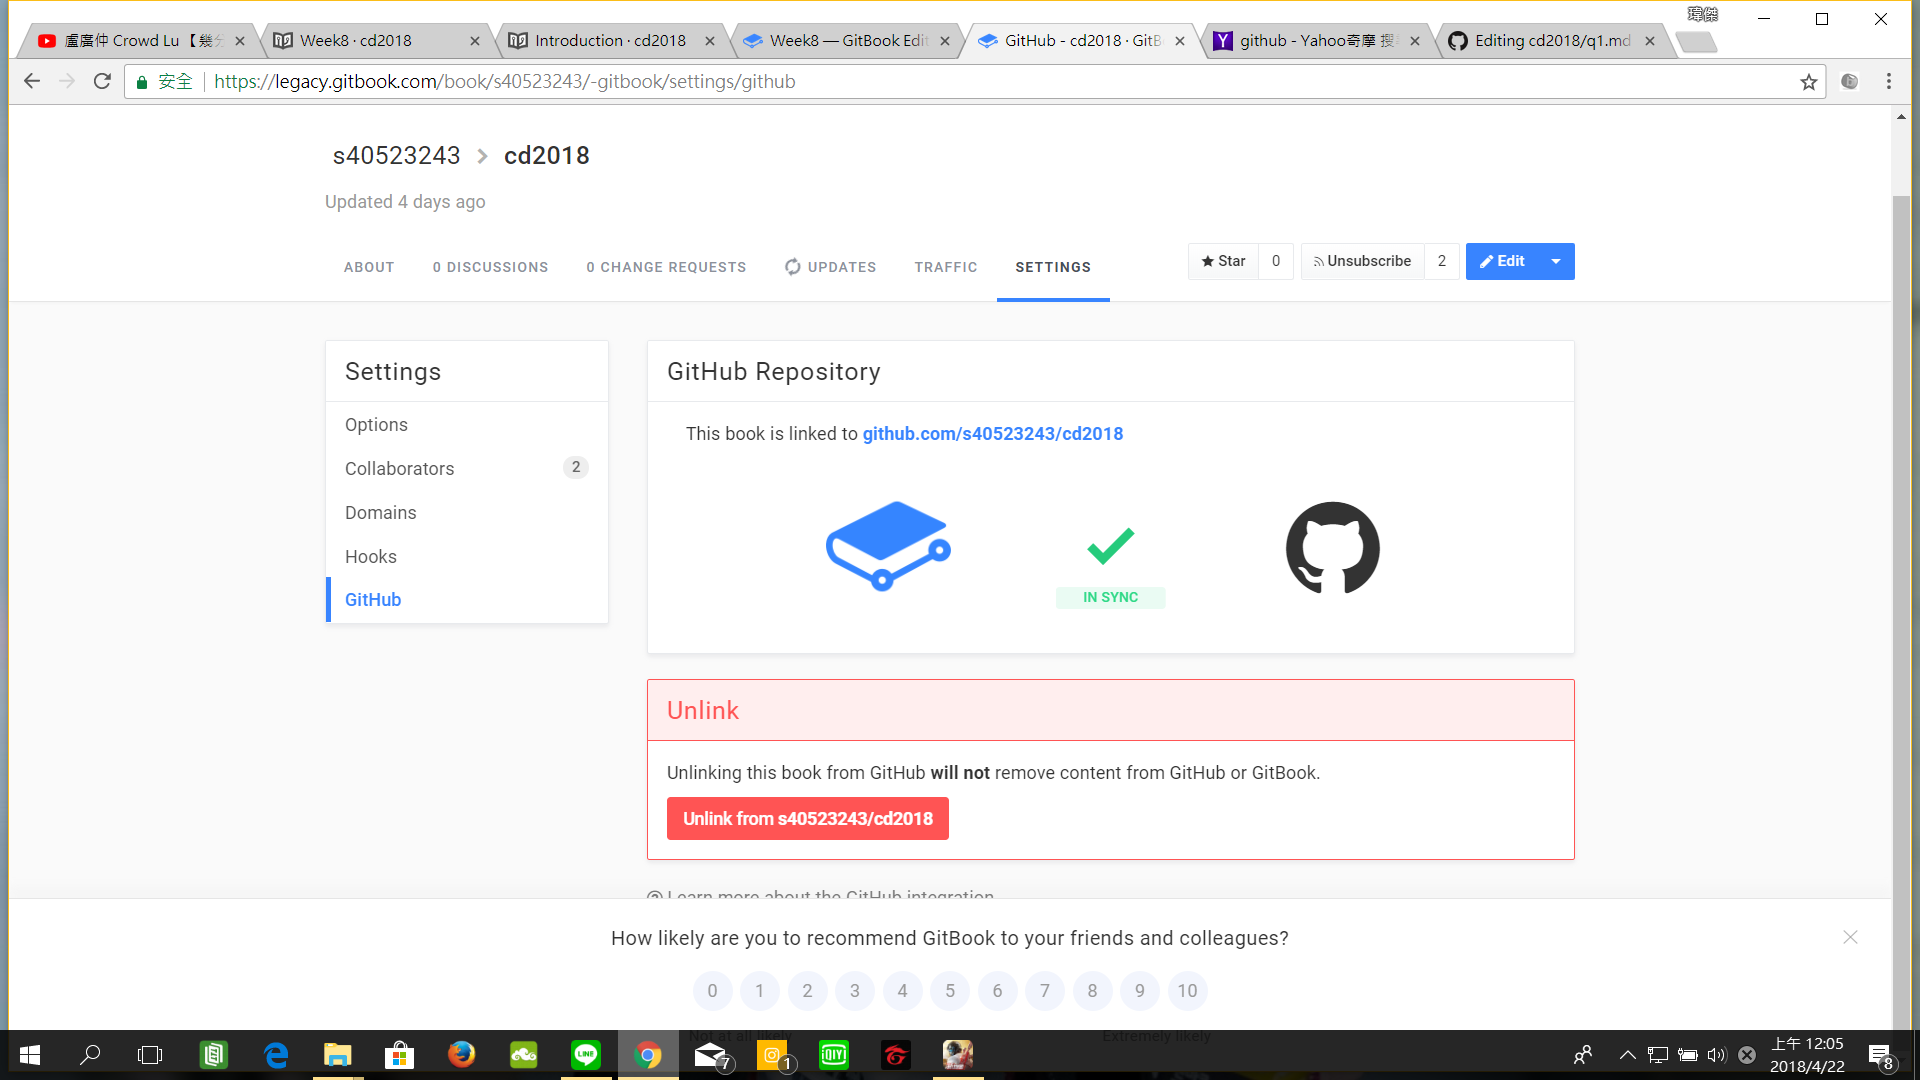 瑋傑
盧廣仲 Crowd Lu 【幾分
Week8 · cd2018
Introduction · cd2018
Week8 — GitBook Edit
GitHub - cd2018 · GitB
github - Yahoo奇摩 搜
Editing cd2018/q1.md
安全
https://legacy.gitbook.com/book/s40523243/-gitbook/settings/github
s40523243 > cd2018
Updated 4 days ago
ABOUT
0 DISCUSSIONS
0 CHANGE REQUESTS
UPDATES
TRAFFIC
SETTINGS
Star 0
Unsubscribe 2
Edit
Settings
Options
Collaborators 2
Domains
Hooks
GitHub
GitHub Repository
This book is linked to github.com/s40523243/cd2018
IN SYNC
Unlink
Unlinking this book from GitHub will not remove content from GitHub or GitBook.
Unlink from s40523243/cd2018
Learn more about the GitHub integration
How likely are you to recommend GitBook to your friends and colleagues?
0 1 2 3 4 5 6 7 8 9 10
Not at all likely
Extremely likely
LINE
7
1
iQIYI
上午 12:05
2018/4/22
8